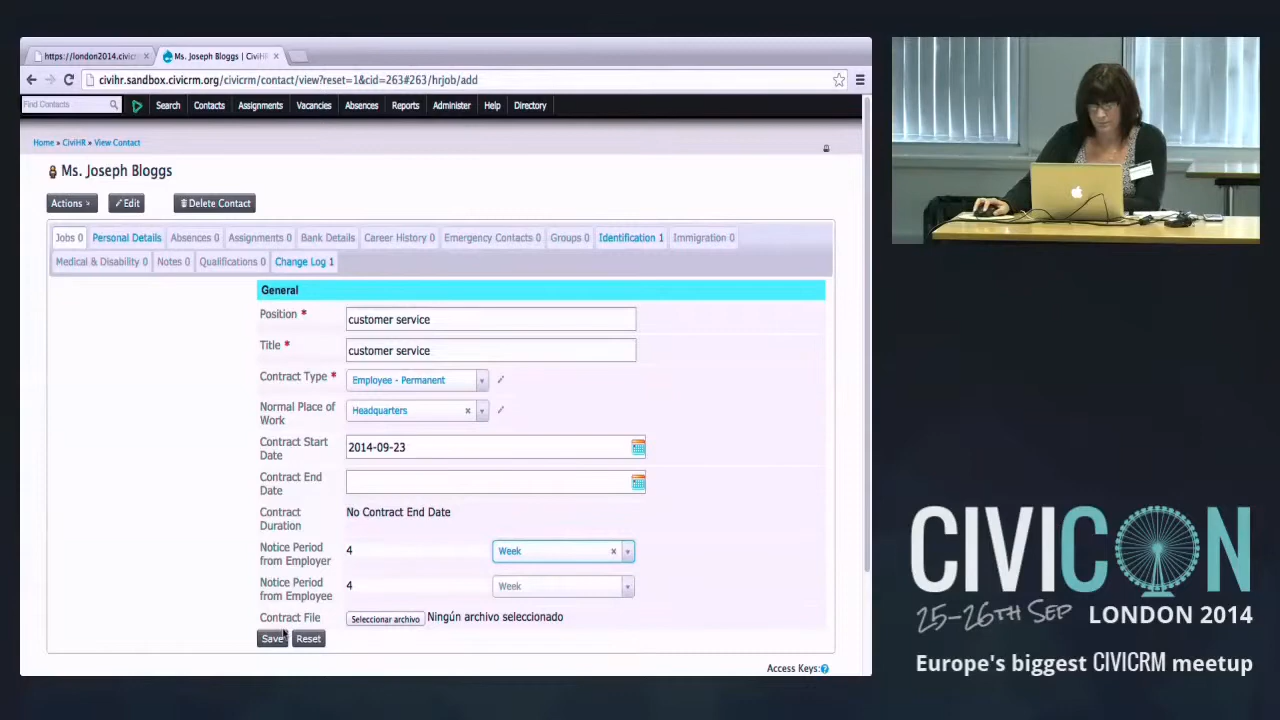 https://london2014.civicr
Ms. Joseph Bloggs | CiviHR
civihr.sandbox.civicrm.org/civicrm/contact/view?reset=1&cid=263#263/hrjob/add
Find Contacts
Search Contacts Assignments Vacancies Absences Reports Administer Help Directory
Home » CiviHR » View Contact
Ms. Joseph Bloggs
Actions Edit Delete Contact
Jobs 0 Personal Details Absences 0 Assignments 0 Bank Details Career History 0 Emergency Contacts 0 Groups 0 Identification 1 Immigration 0
Medical & Disability 0 Notes 0 Qualifications 0 Change Log 1
General
Position * customer service
Title * customer service
Contract Type * Employee - Permanent
Normal Place of Work Headquarters
Contract Start Date 2014-09-23
Contract End Date
Contract Duration No Contract End Date
Notice Period from Employer 4 Week
Notice Period from Employee 4 Week
Contract File Seleccionar archivo Ningún archivo seleccionado
Save Reset
Access Keys:?
CIVICON
25-26TH SEP LONDON 2014
Europe's biggest CIVICRM meetup